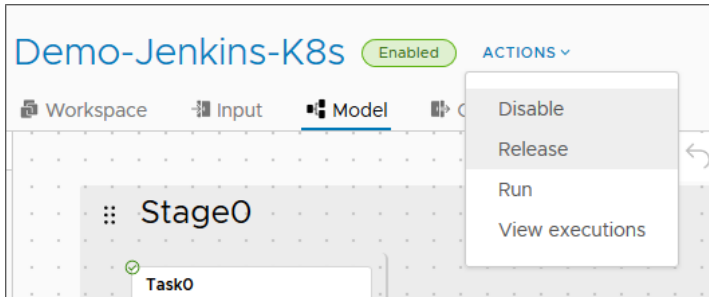 Demo-Jenkins-K8s Enabled ACTIONS
Workspace Input Model
Disable
Release
Run
View executions
Stage0
Task0